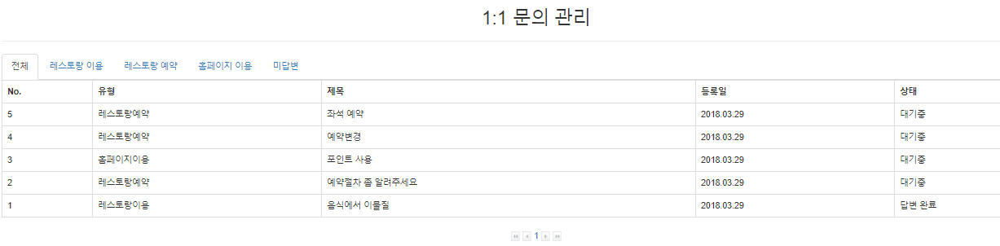 1:1 문의 관리
전체 레스토랑 이용 레스토랑 예약 홈페이지 이용 미답변
No. 유형 제목 등록일 상태
5 레스토랑예약 좌석 예약 2018.03.29 대기중
4 레스토랑예약 예약변경 2018.03.29 대기중
3 홈페이지이용 포인트 사용 2018.03.29 대기중
2 레스토랑예약 예약절차 좀 알려주세요 2018.03.29 대기중
1 레스토랑이용 음식에서 이물질 2018.03.29 답변 완료
1